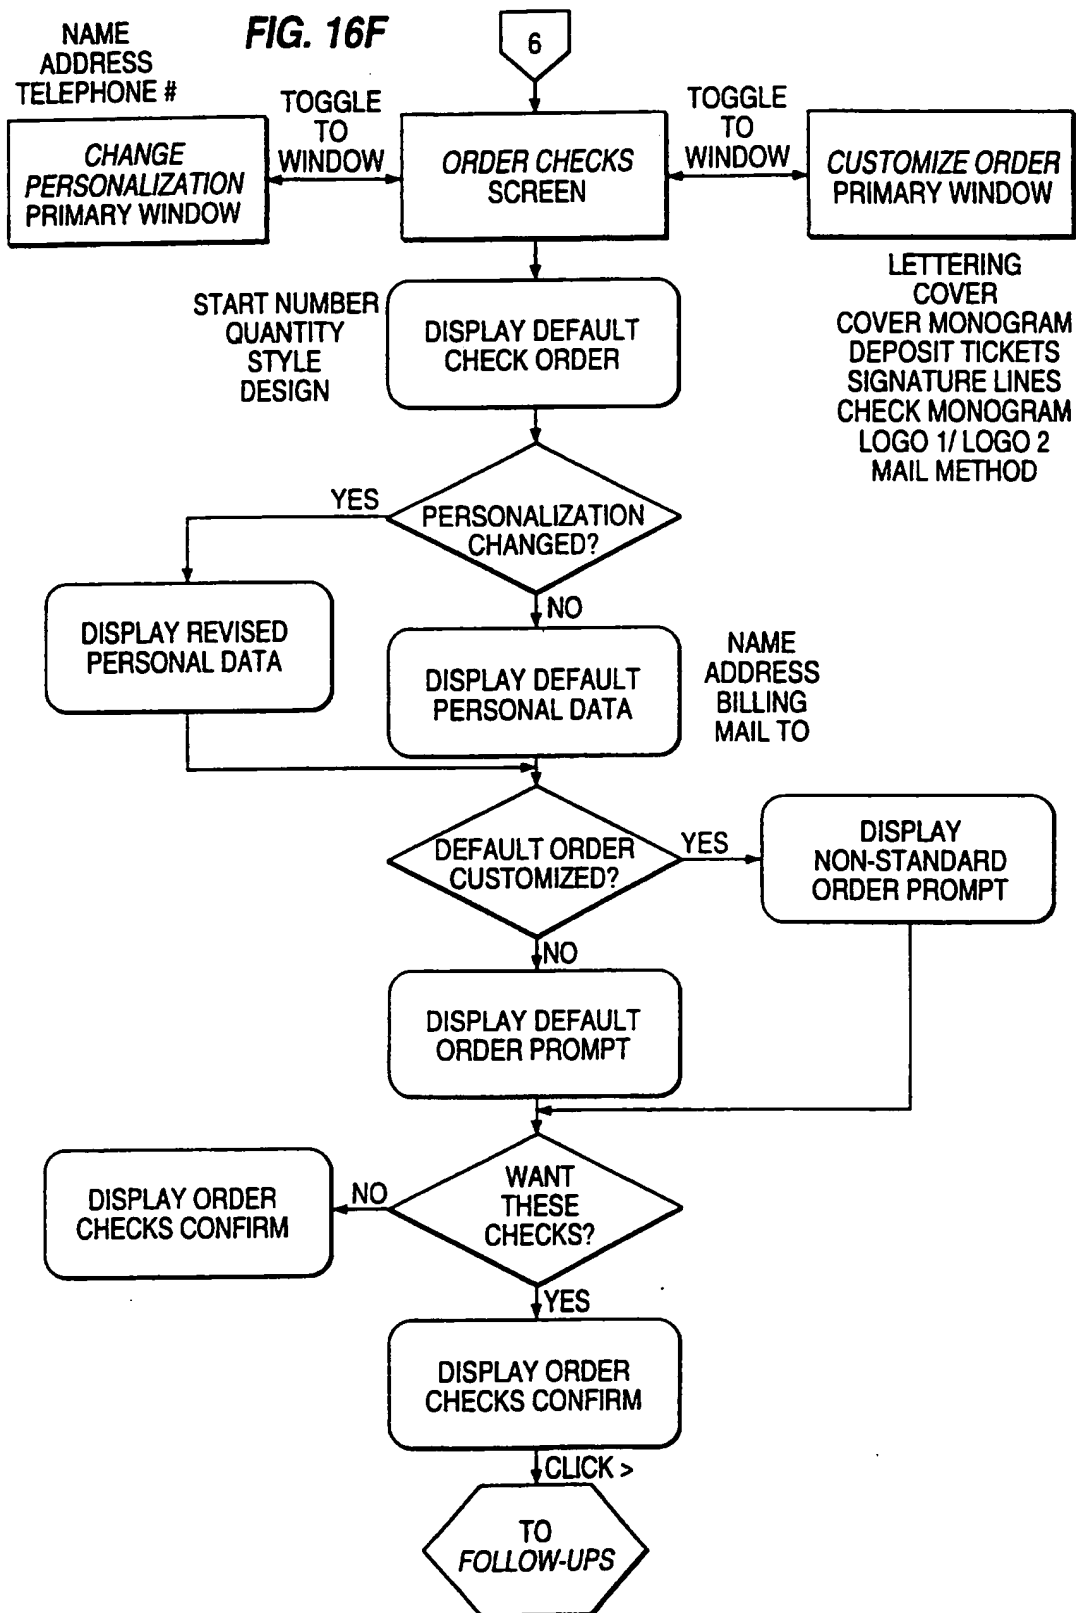 FIG. 16F
6
NAME
ADDRESS
TELEPHONE #
TOGGLE
TO
WINDOW
TOGGLE
TO
WINDOW
CHANGE
PERSONALIZATION
PRIMARY WINDOW
ORDER CHECKS
SCREEN
CUSTOMIZE ORDER
PRIMARY WINDOW
LETTERING
COVER
COVER MONOGRAM
DEPOSIT TICKETS
SIGNATURE LINES
CHECK MONOGRAM
LOGO 1/ LOGO 2
MAIL METHOD
START NUMBER
QUANTITY
STYLE
DESIGN
DISPLAY DEFAULT
CHECK ORDER
YES
PERSONALIZATION
CHANGED?
NO
DISPLAY REVISED
PERSONAL DATA
DISPLAY DEFAULT
PERSONAL DATA
NAME
ADDRESS
BILLING
MAIL TO
DEFAULT ORDER
CUSTOMIZED?
YES
DISPLAY
NON-STANDARD
ORDER PROMPT
NO
DISPLAY DEFAULT
ORDER PROMPT
WANT
THESE
CHECKS?
NO
DISPLAY ORDER
CHECKS CONFIRM
YES
DISPLAY ORDER
CHECKS CONFIRM
CLICK >
TO
FOLLOW-UPS